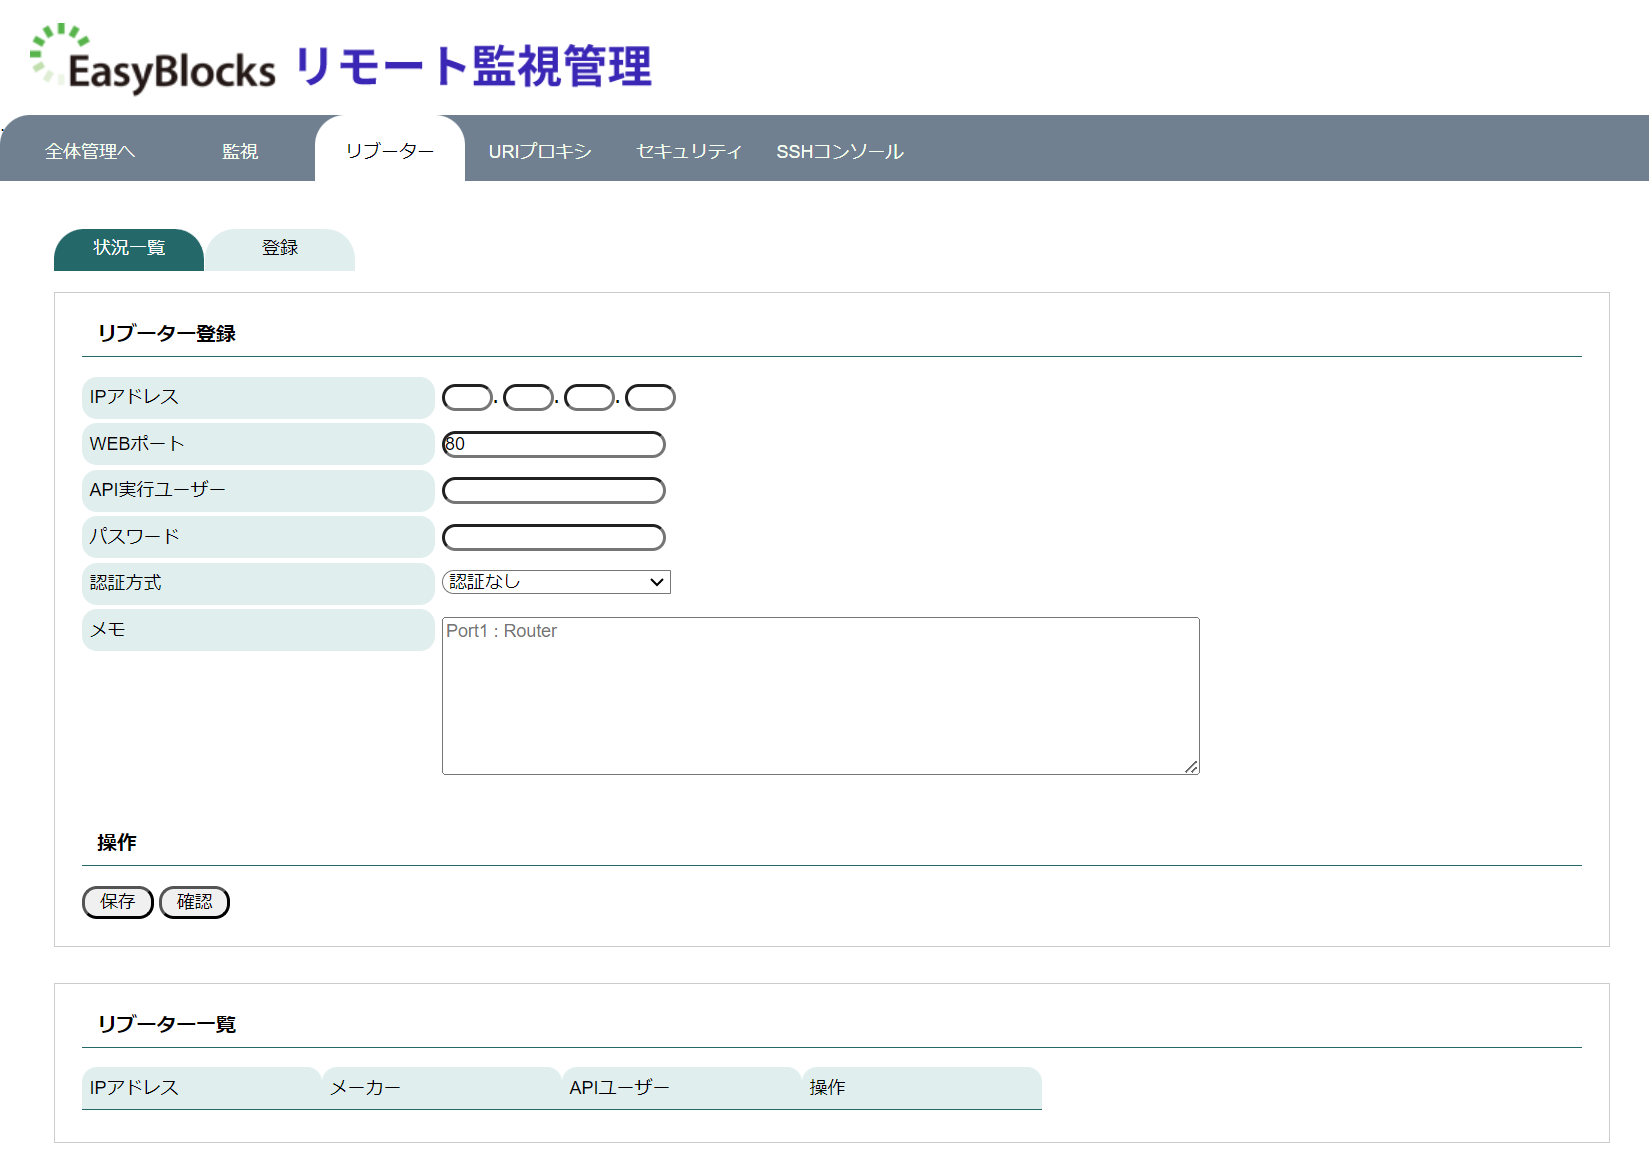 EasyBlocks リモート監視管理
全体管理へ 監視 リブーター URIプロキシ セキュリティ SSHコンソール
状況一覧 登録
リブーター登録
IPアドレス . . .
WEBポート 80
API実行ユーザー
パスワード
認証方式 認証なし
メモ Port1 : Router
操作
保存 確認
リブーター一覧
IPアドレス メーカー APIユーザー 操作